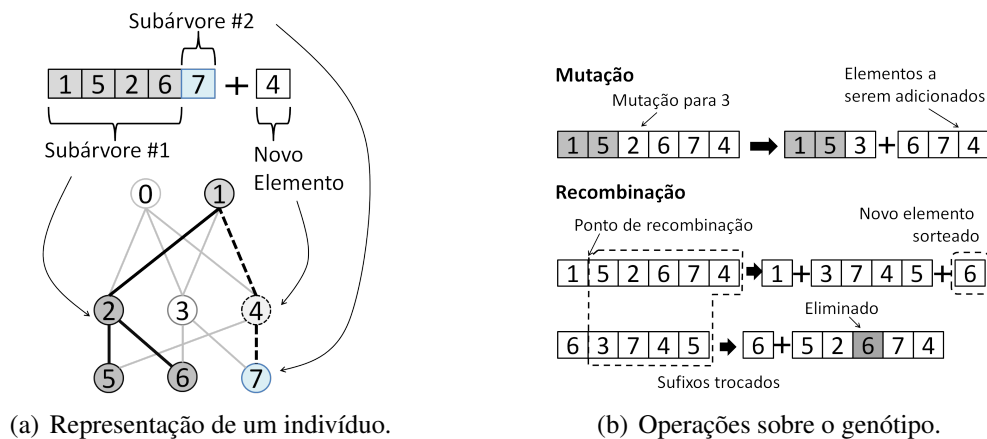 Subárvore #2
1 5 2 6 7 + 4
Subárvore #1
Novo
Elemento
0 1
2 3 4
5 6 7
(a) Representação de um indivíduo.
Mutação
Mutação para 3
Elementos a
serem adicionados
1 5 2 6 7 4 1 5 3 + 6 7 4
Recombinação
Ponto de recombinação
Novo elemento
sorteado
1 5 2 6 7 4 1 + 3 7 4 5 + 6
Eliminado
6 3 7 4 5 6 + 5 2 6 7 4
Sufixos trocados
(b) Operações sobre o genótipo.